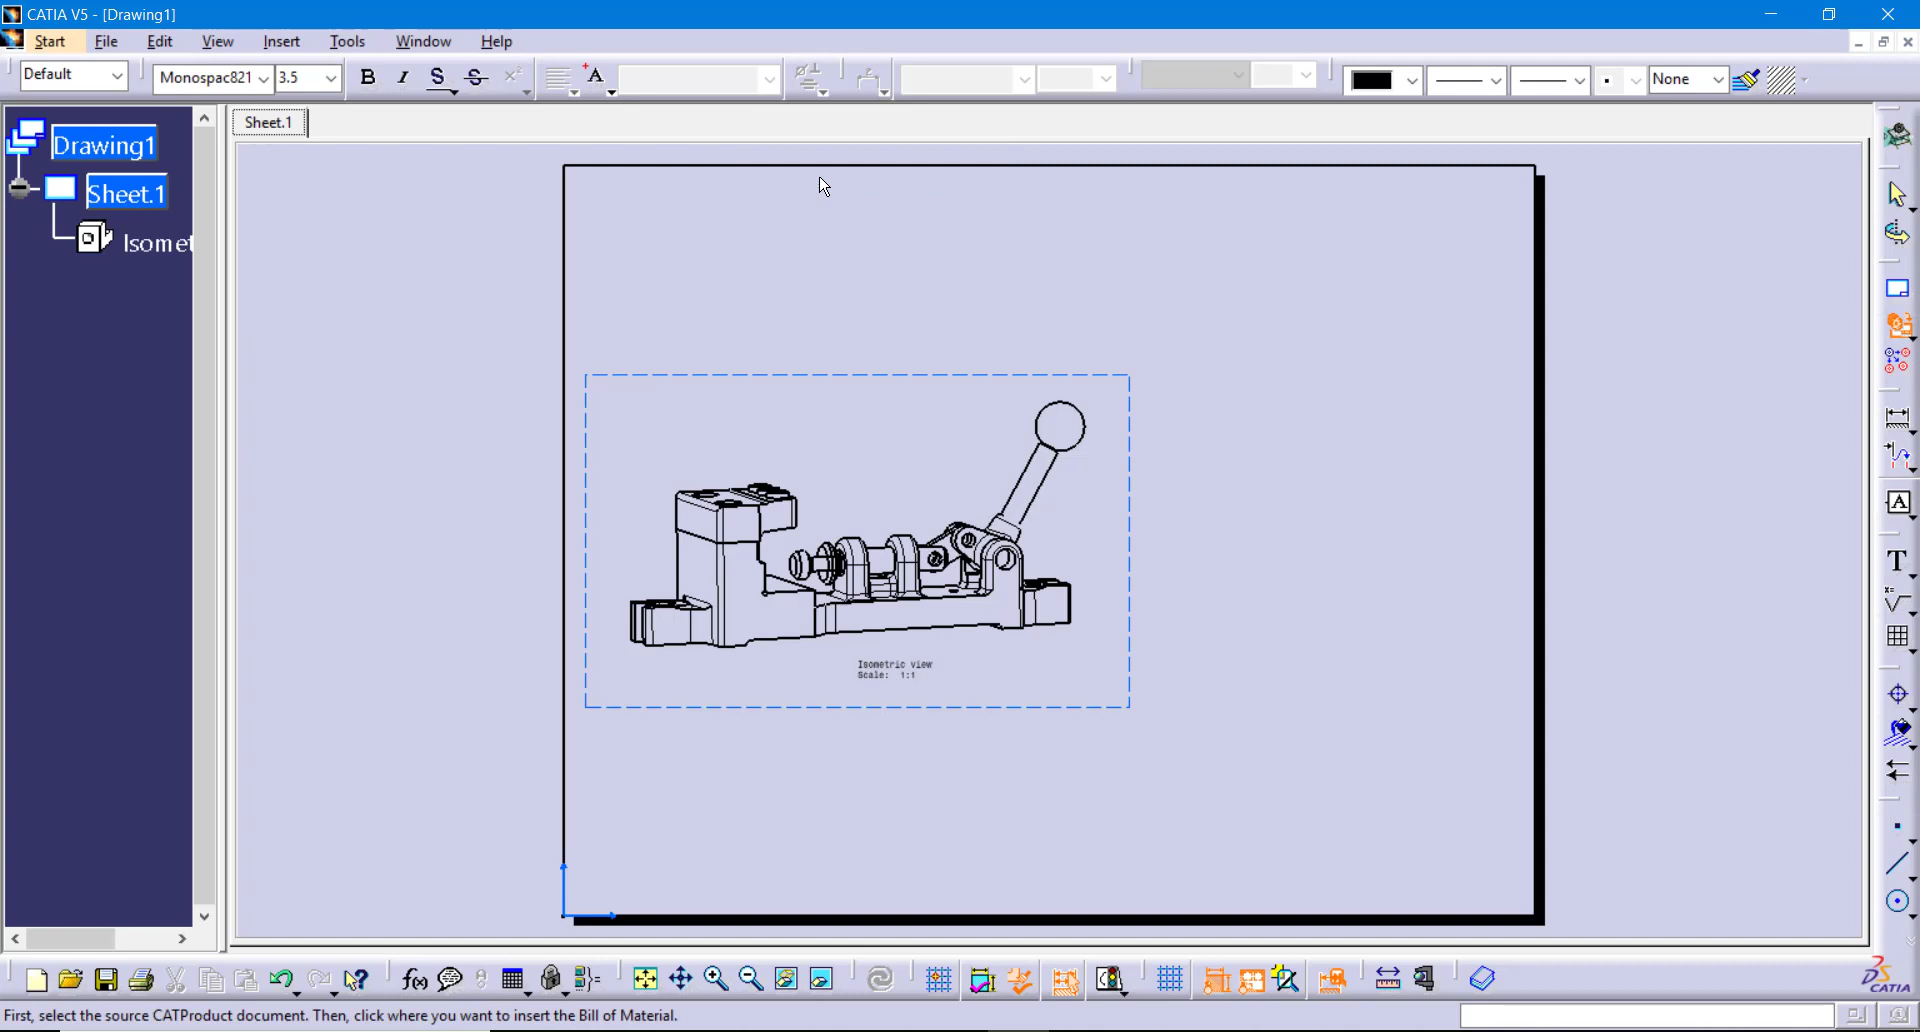 CATIA V5 - [Drawing1]
Start File Edit View Insert Tools Window Help
Default Monospac821 3.5 B I S S A None
Sheet.1
Drawing1
Sheet.1
Isomet
Isometric view
Scale: 1:1
A
T
f(x)
CATIA
First, select the source CATProduct document. Then, click where you want to insert the Bill of Material.